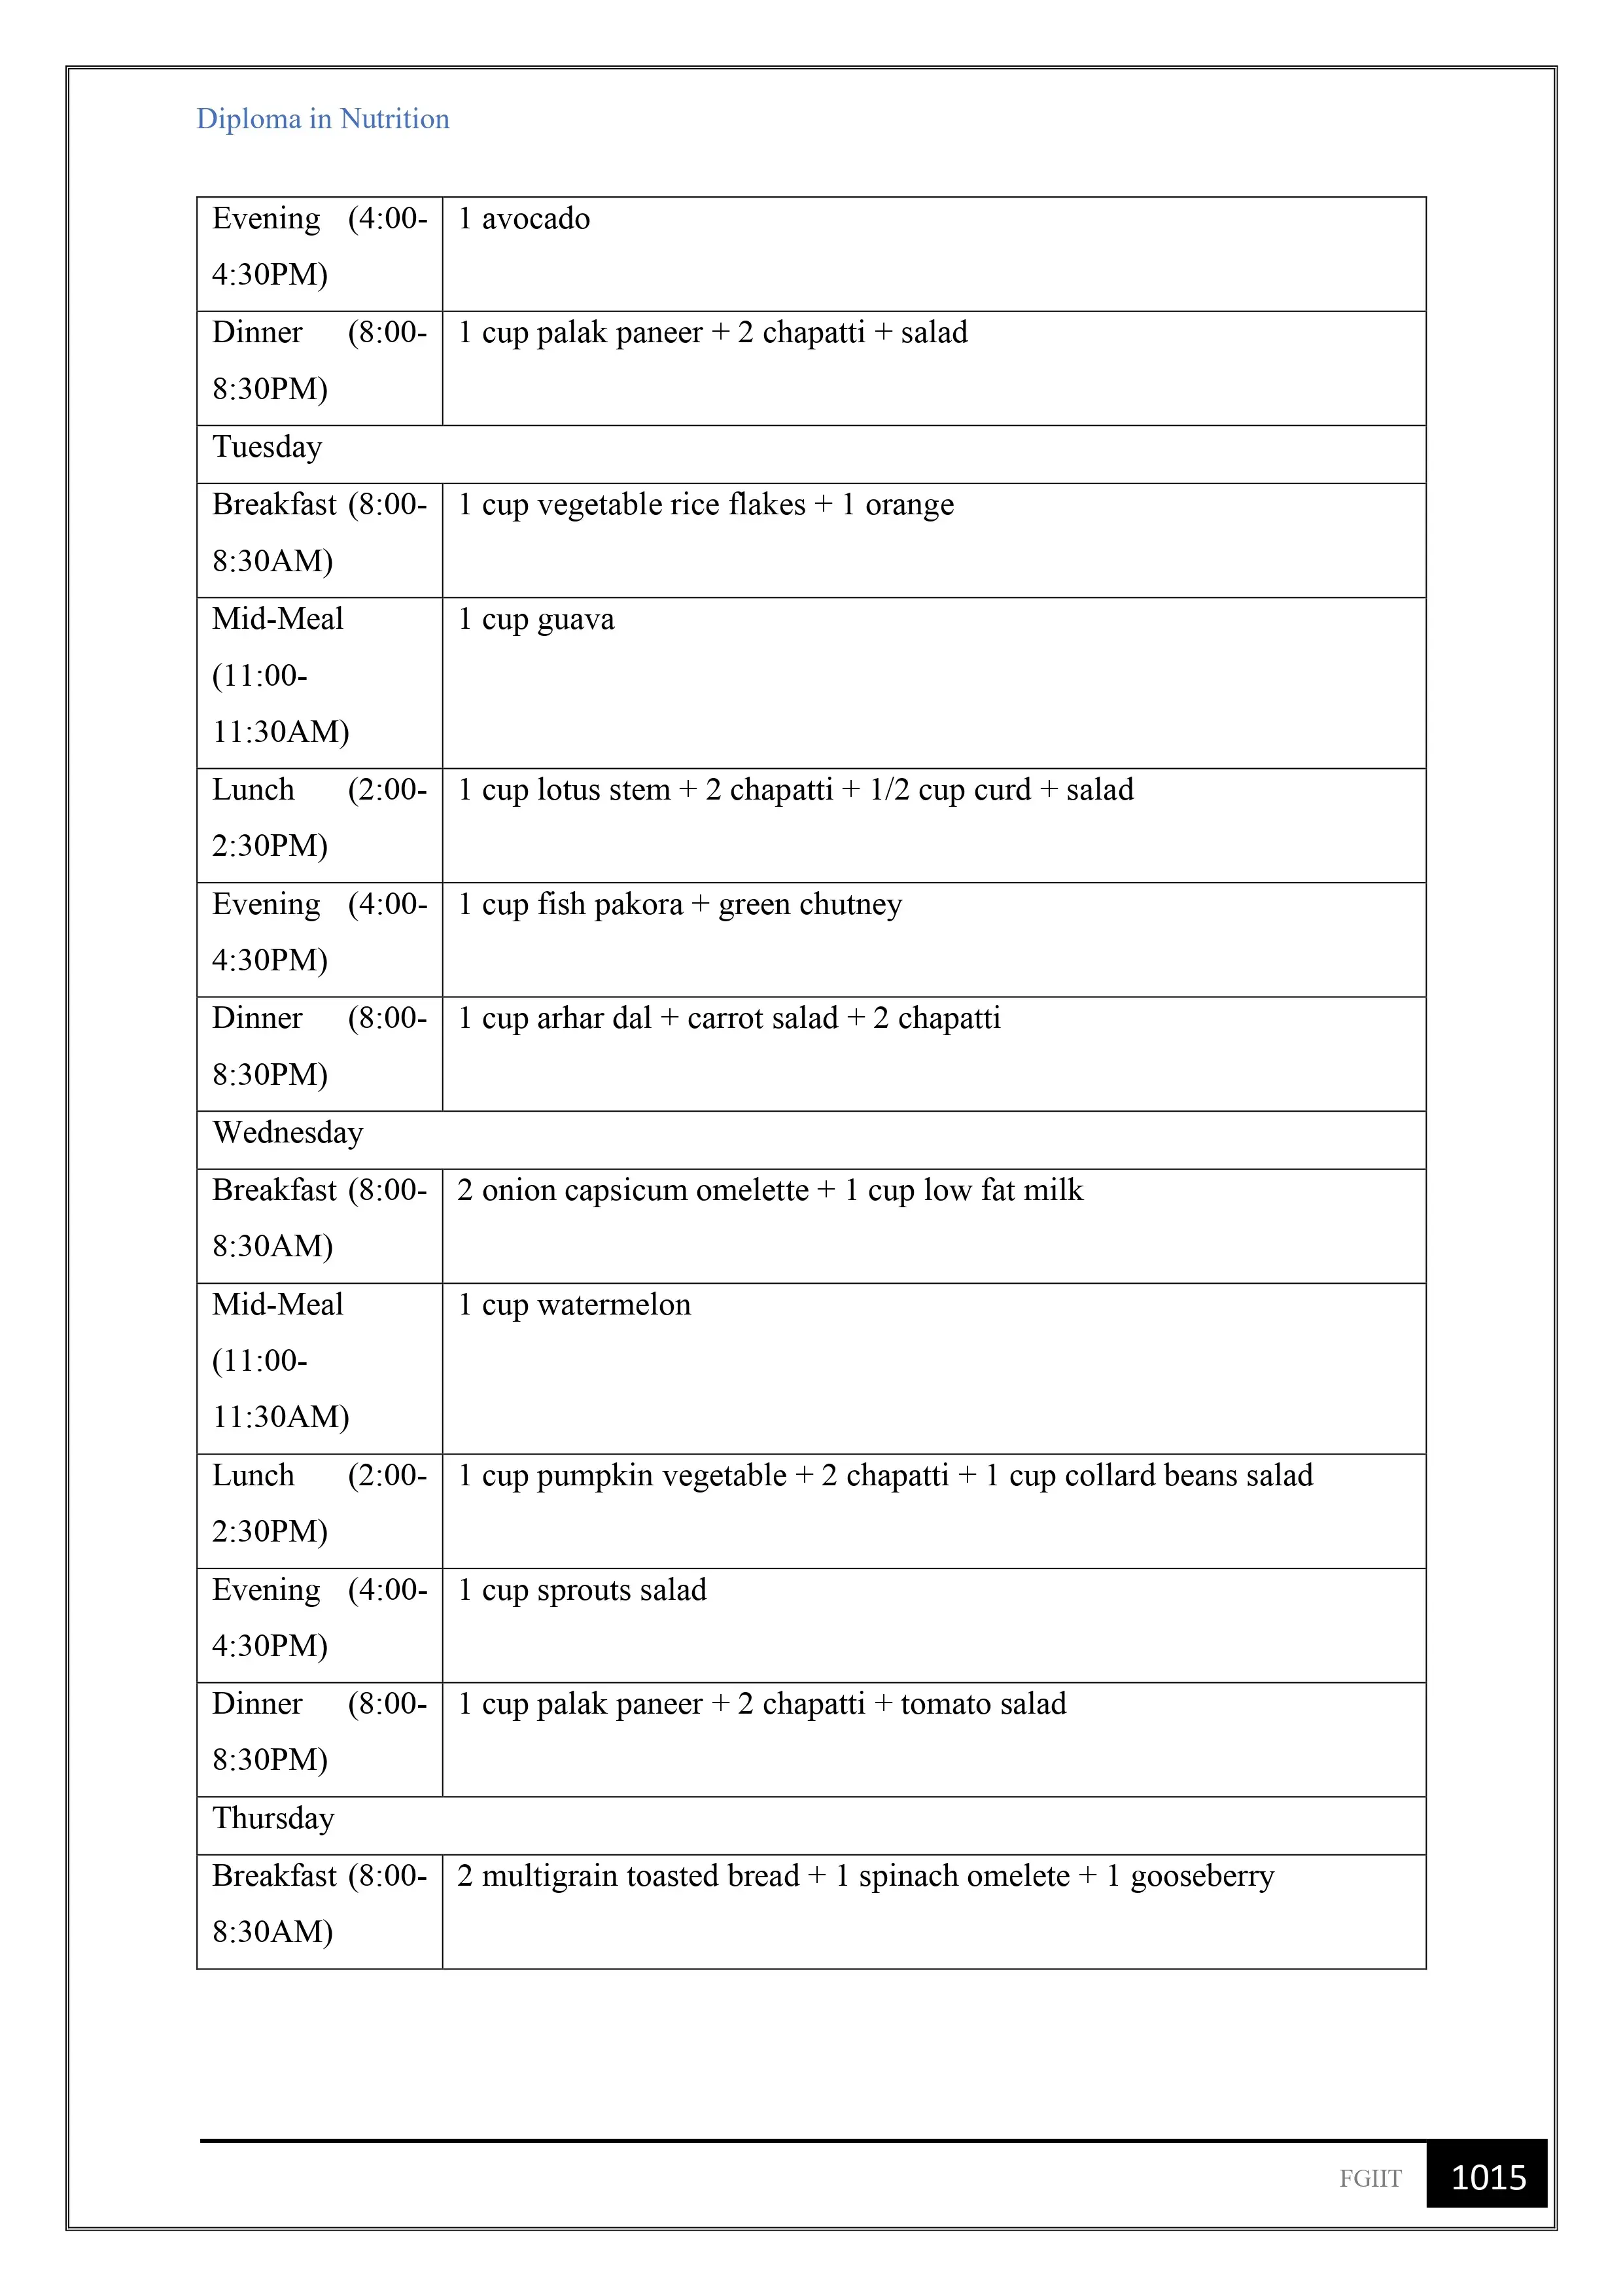 Diploma in Nutrition
Evening (4:00-
4:30PM)
1 avocado
Dinner (8:00-
8:30PM)
1 cup palak paneer + 2 chapatti + salad
Tuesday
Breakfast (8:00-
8:30AM)
1 cup vegetable rice flakes + 1 orange
Mid-Meal
(11:00-
11:30AM)
1 cup guava
Lunch (2:00-
2:30PM)
1 cup lotus stem + 2 chapatti + 1/2 cup curd + salad
Evening (4:00-
4:30PM)
1 cup fish pakora + green chutney
Dinner (8:00-
8:30PM)
1 cup arhar dal + carrot salad + 2 chapatti
Wednesday
Breakfast (8:00-
8:30AM)
2 onion capsicum omelette + 1 cup low fat milk
Mid-Meal
(11:00-
11:30AM)
1 cup watermelon
Lunch (2:00-
2:30PM)
1 cup pumpkin vegetable + 2 chapatti + 1 cup collard beans salad
Evening (4:00-
4:30PM)
1 cup sprouts salad
Dinner (8:00-
8:30PM)
1 cup palak paneer + 2 chapatti + tomato salad
Thursday
Breakfast (8:00-
8:30AM)
2 multigrain toasted bread + 1 spinach omelete + 1 gooseberry
FGIIT 1015